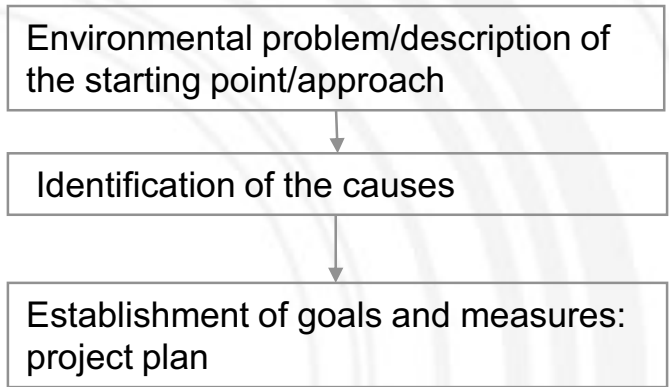 Environmental problem/description of
the starting point/approach
Identification of the causes
Establishment of goals and measures:
project plan